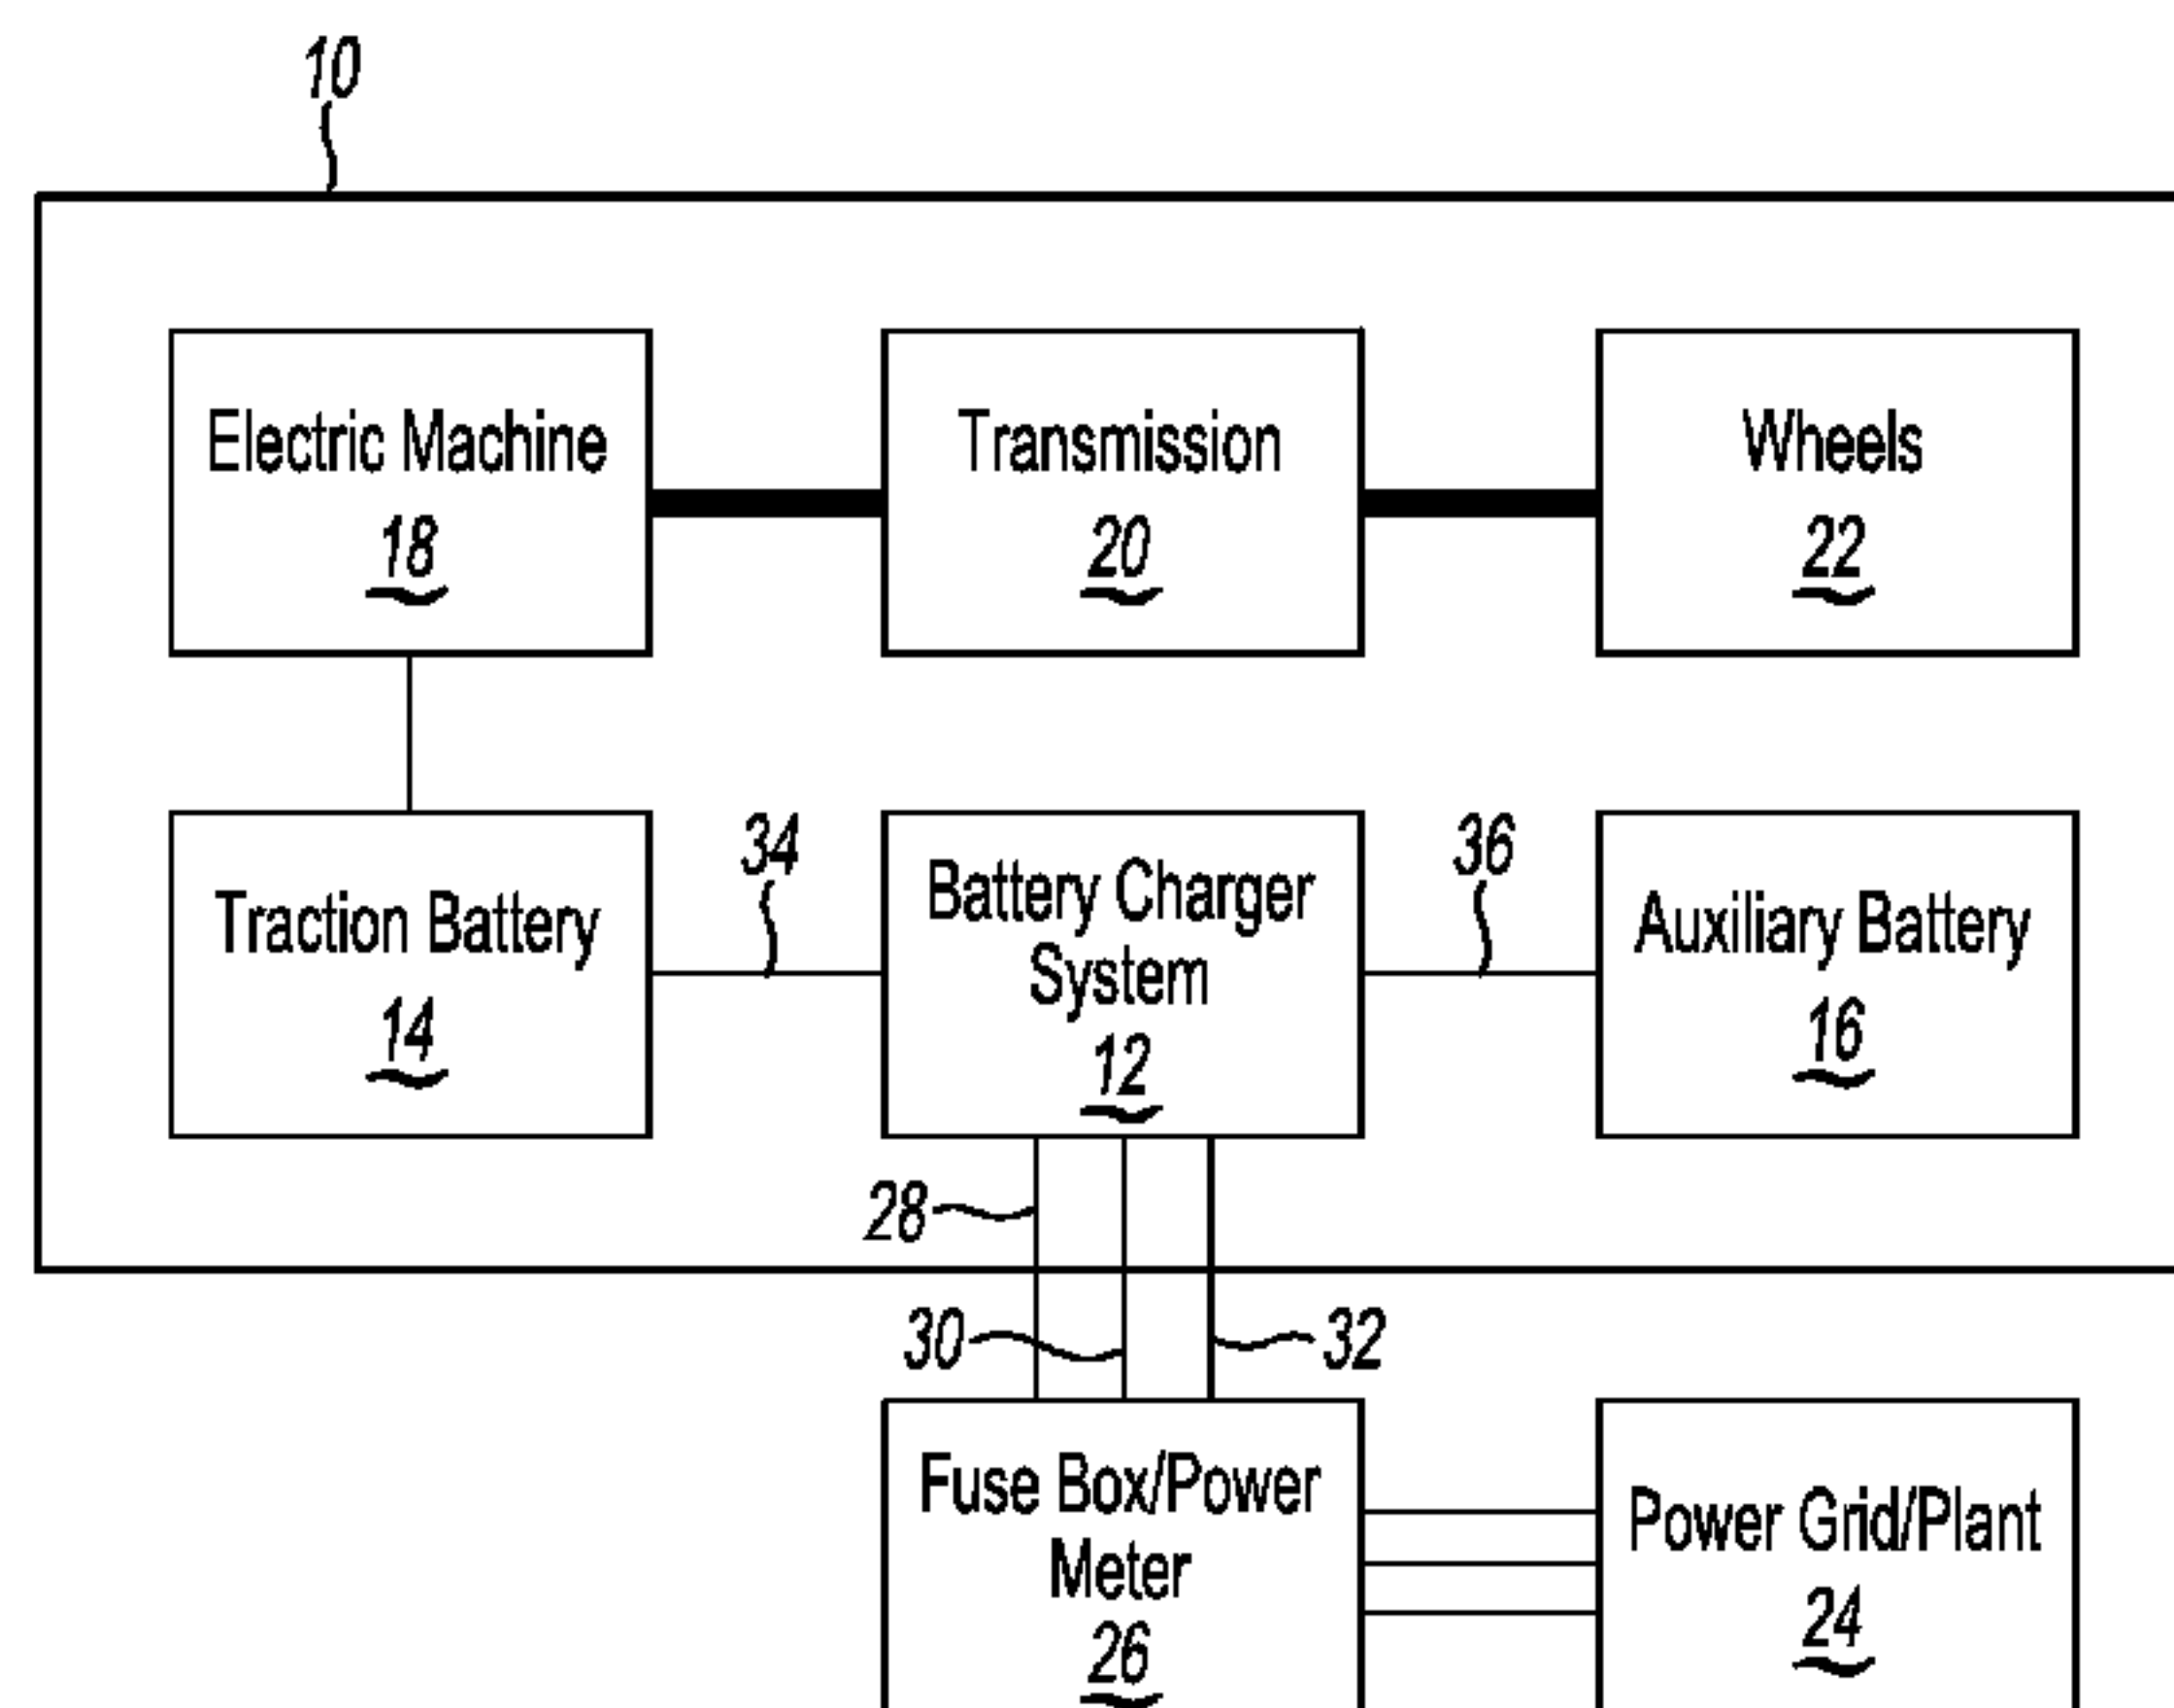 10
Electric Machine
18
Transmission
20
Wheels
22
Traction Battery
14
34
Battery Charger
System
12
36
Auxiliary Battery
16
28
30
32
Fuse Box/Power
Meter
26
Power Grid/Plant
24